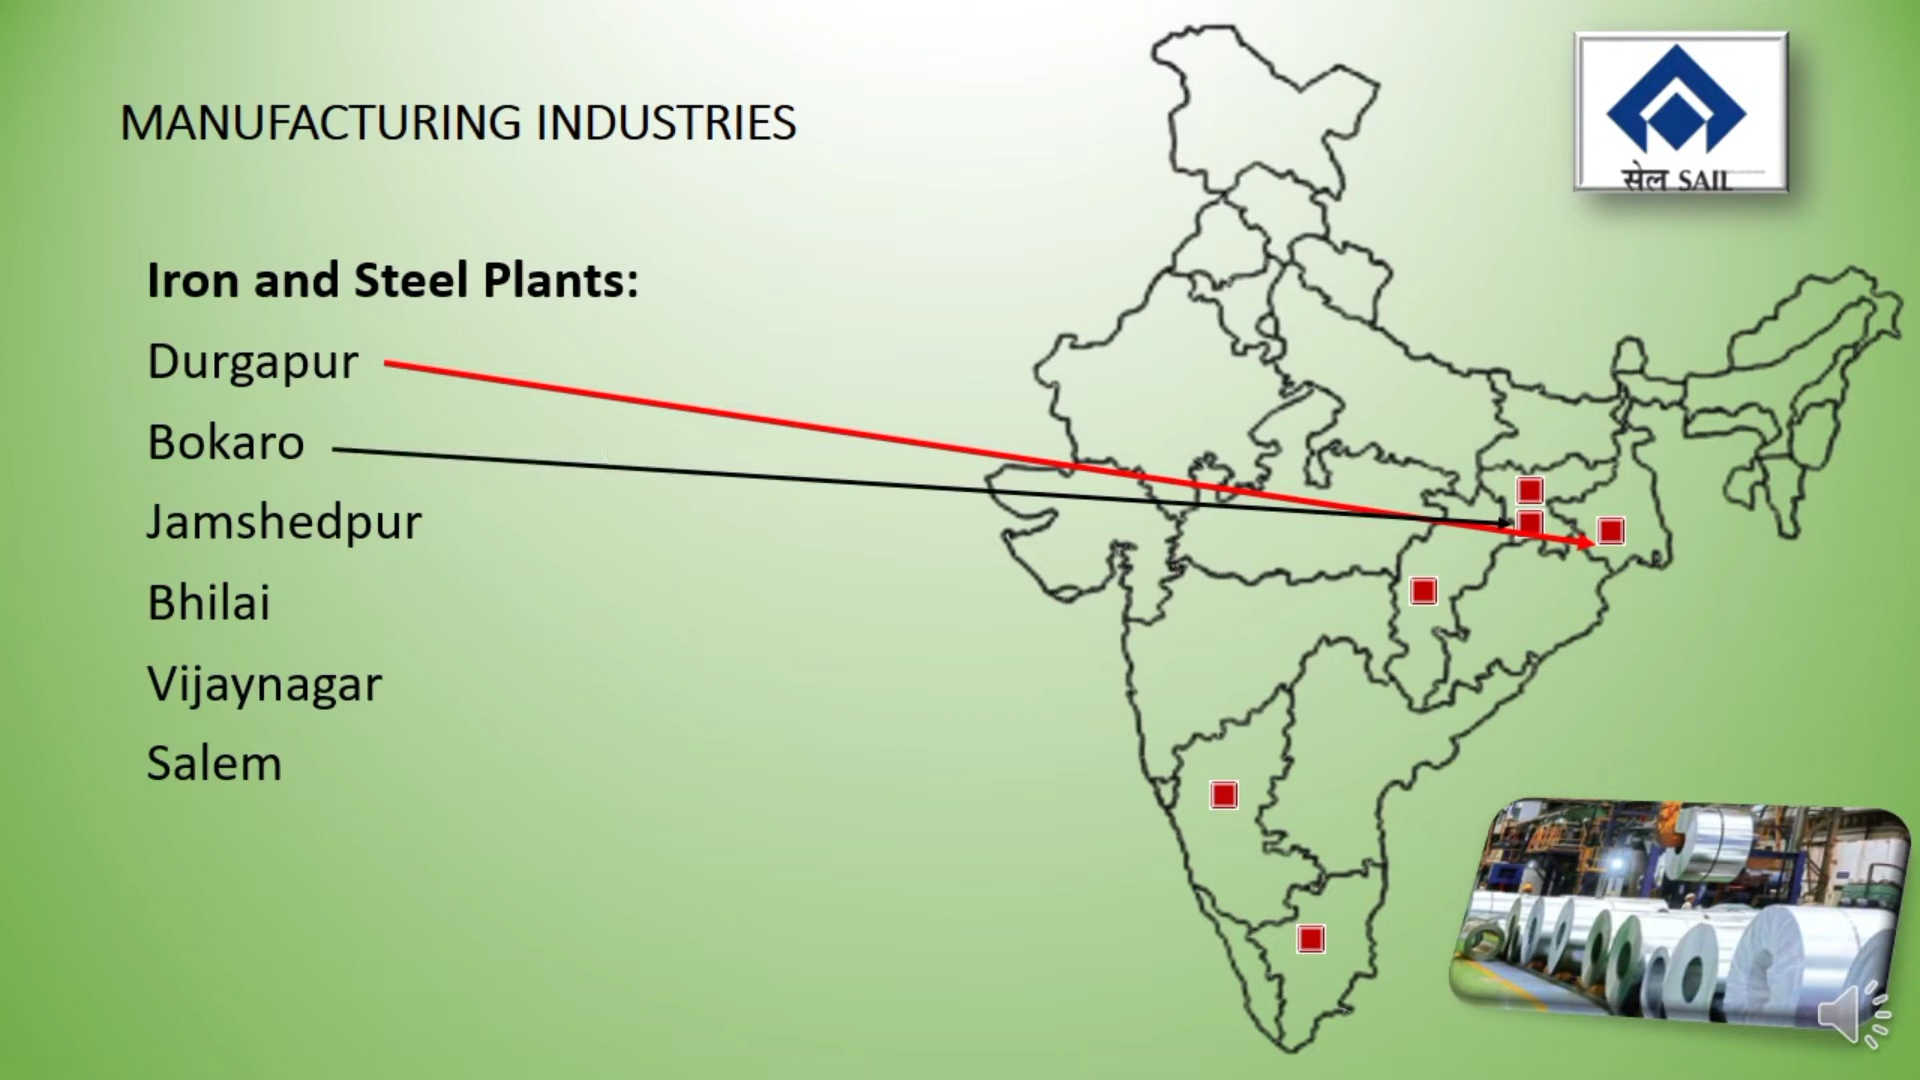 MANUFACTURING INDUSTRIES
सेल SAIL
Iron and Steel Plants:
Durgapur
Bokaro
Jamshedpur
Bhilai
Vijaynagar
Salem